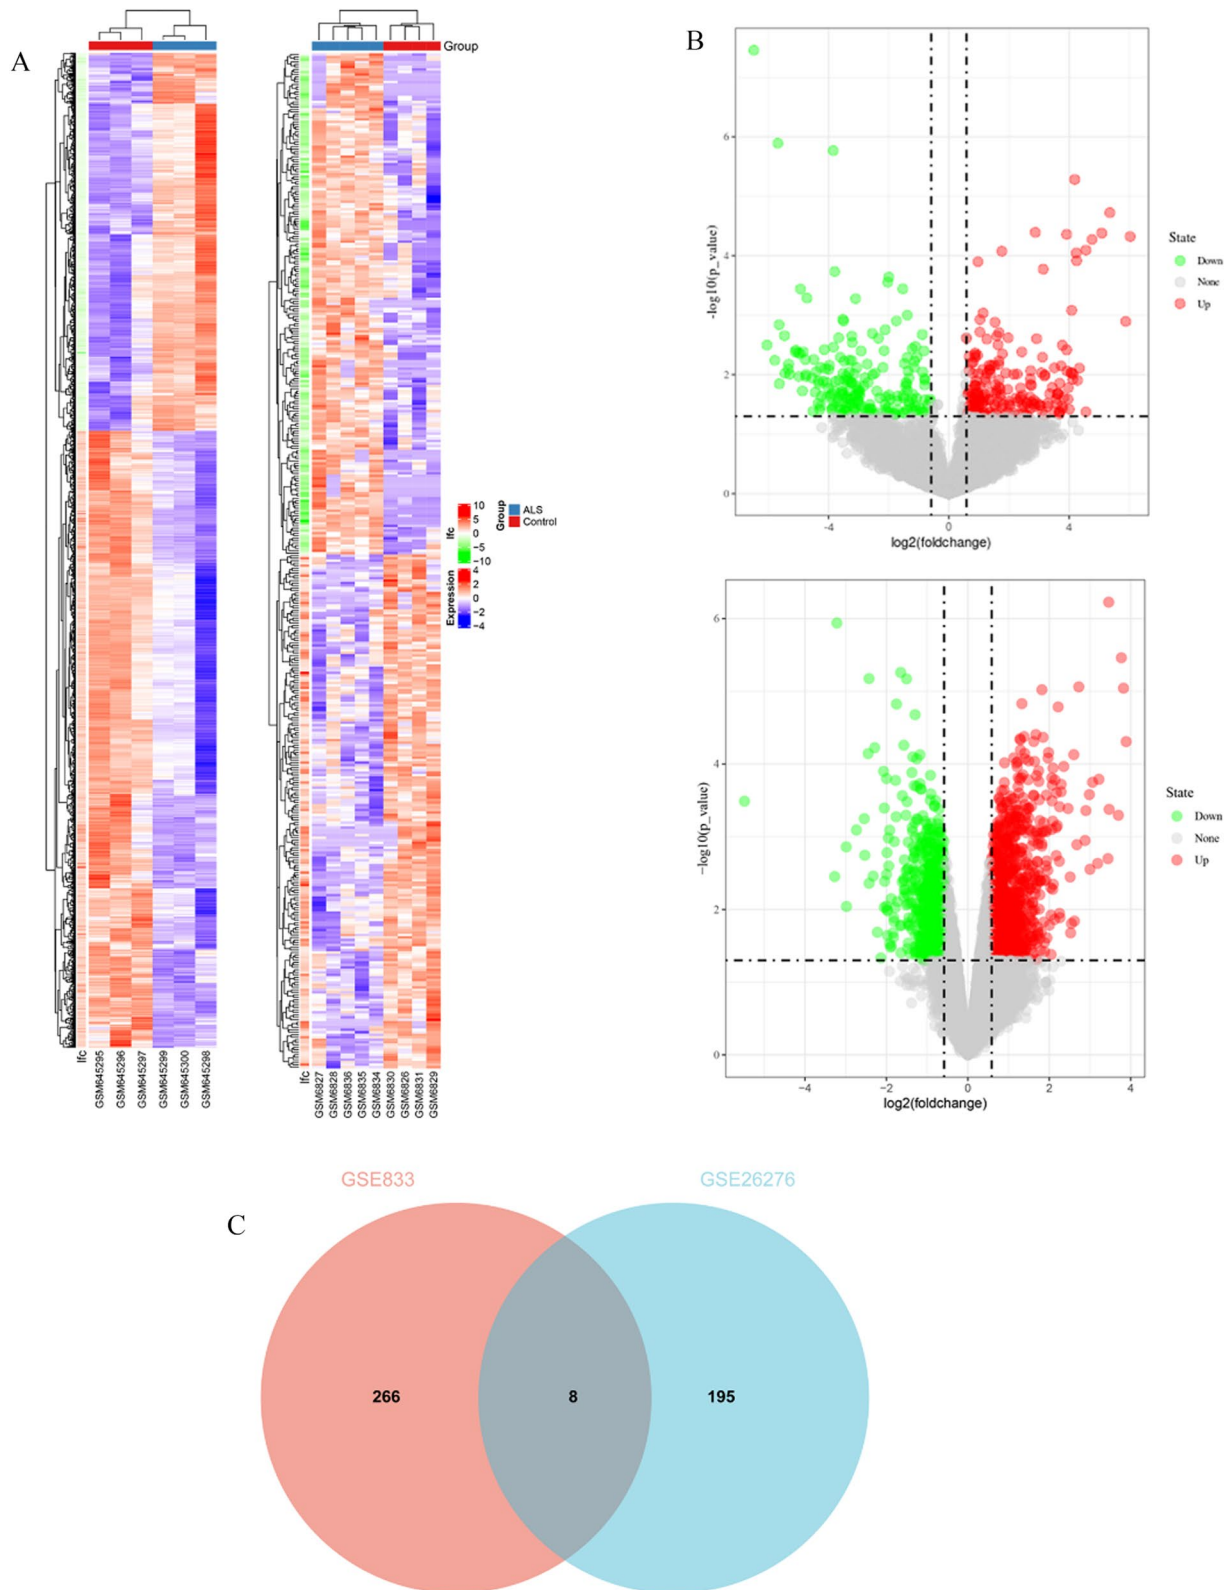 A
Group
lfc
GSM645295
GSM645296
GSM645297
GSM645299
GSM645300
GSM645298
lfc
GSM6827
GSM6828
GSM6836
GSM6835
GSM6834
GSM6830
GSM6826
GSM6831
GSM6829
lfc
10
5
0
−5
−10
Group
ALS
Control
Expression
4
2
0
−2
−4
B
-log10(p_value)
6
4
2
0
-4
0
4
log2(foldchange)
State
Down
None
Up
−log10(p_value)
6
4
2
0
−4
−2
0
2
4
log2(foldchange)
State
Down
None
Up
C
GSE833
GSE26276
266
8
195